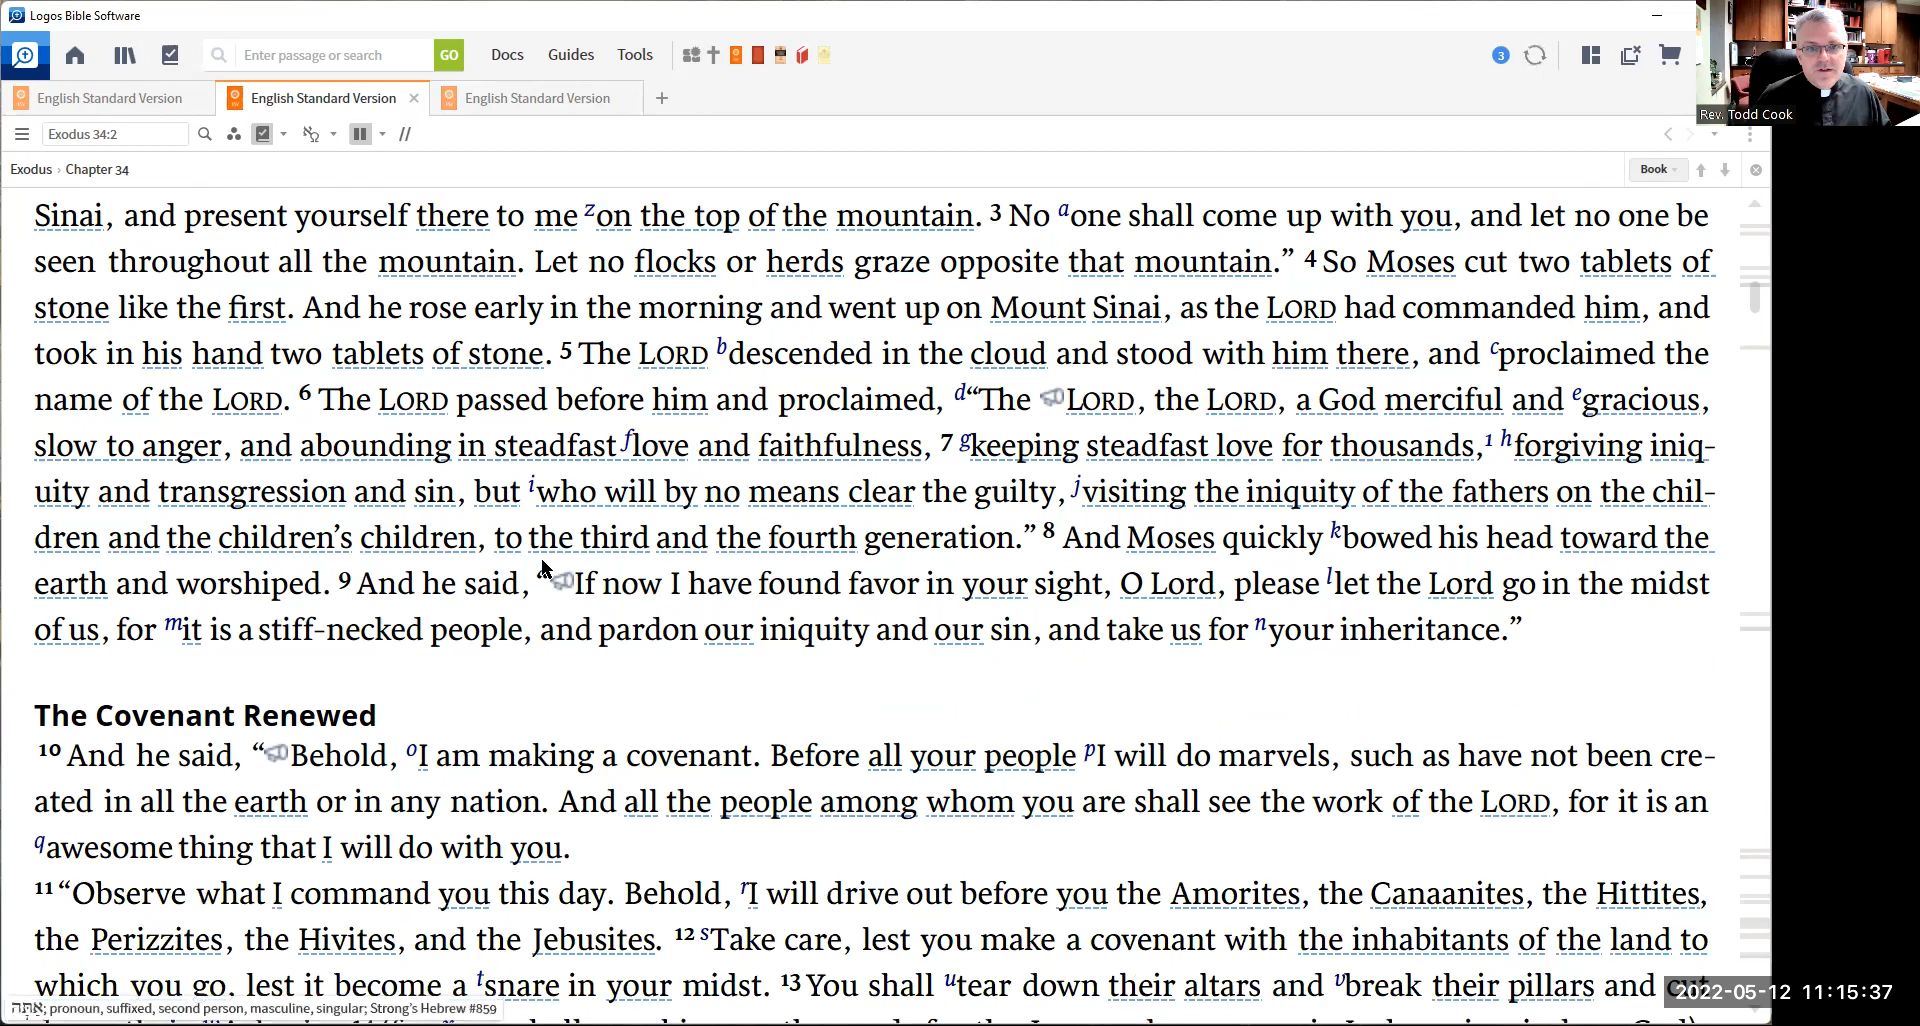 Logos Bible Software
Enter passage or search GO Docs Guides Tools 3
English Standard Version English Standard Version English Standard Version
Rev. Todd Cook
Exodus 34:2
Exodus › Chapter 34 Book
Sinai, and present yourself there to me zon the top of the mountain. 3 No aone shall come up with you, and let no one be
seen throughout all the mountain. Let no flocks or herds graze opposite that mountain.” 4 So Moses cut two tablets of
stone like the first. And he rose early in the morning and went up on Mount Sinai, as the LORD had commanded him, and
took in his hand two tablets of stone. 5 The LORD bdescended in the cloud and stood with him there, and cproclaimed the
name of the LORD. 6 The LORD passed before him and proclaimed, d“The LORD, the LORD, a God merciful and egracious,
slow to anger, and abounding in steadfast flove and faithfulness, 7 gkeeping steadfast love for thousands,1 hforgiving iniq-
uity and transgression and sin, but iwho will by no means clear the guilty, jvisiting the iniquity of the fathers on the chil-
dren and the children’s children, to the third and the fourth generation.” 8 And Moses quickly kbowed his head toward the
earth and worshiped. 9 And he said, “If now I have found favor in your sight, O Lord, please llet the Lord go in the midst
of us, for mit is a stiff-necked people, and pardon our iniquity and our sin, and take us for nyour inheritance.”
The Covenant Renewed
10 And he said, “Behold, oI am making a covenant. Before all your people pI will do marvels, such as have not been cre-
ated in all the earth or in any nation. And all the people among whom you are shall see the work of the LORD, for it is an
qawesome thing that I will do with you.
11 “Observe what I command you this day. Behold, rI will drive out before you the Amorites, the Canaanites, the Hittites,
the Perizzites, the Hivites, and the Jebusites. 12 sTake care, lest you make a covenant with the inhabitants of the land to
which you go, lest it become a tsnare in your midst. 13 You shall utear down their altars and vbreak their pillars and cut
2022-05-12 11:15:37
אַתָּה; pronoun, suffixed, second person, masculine, singular; Strong’s Hebrew #859